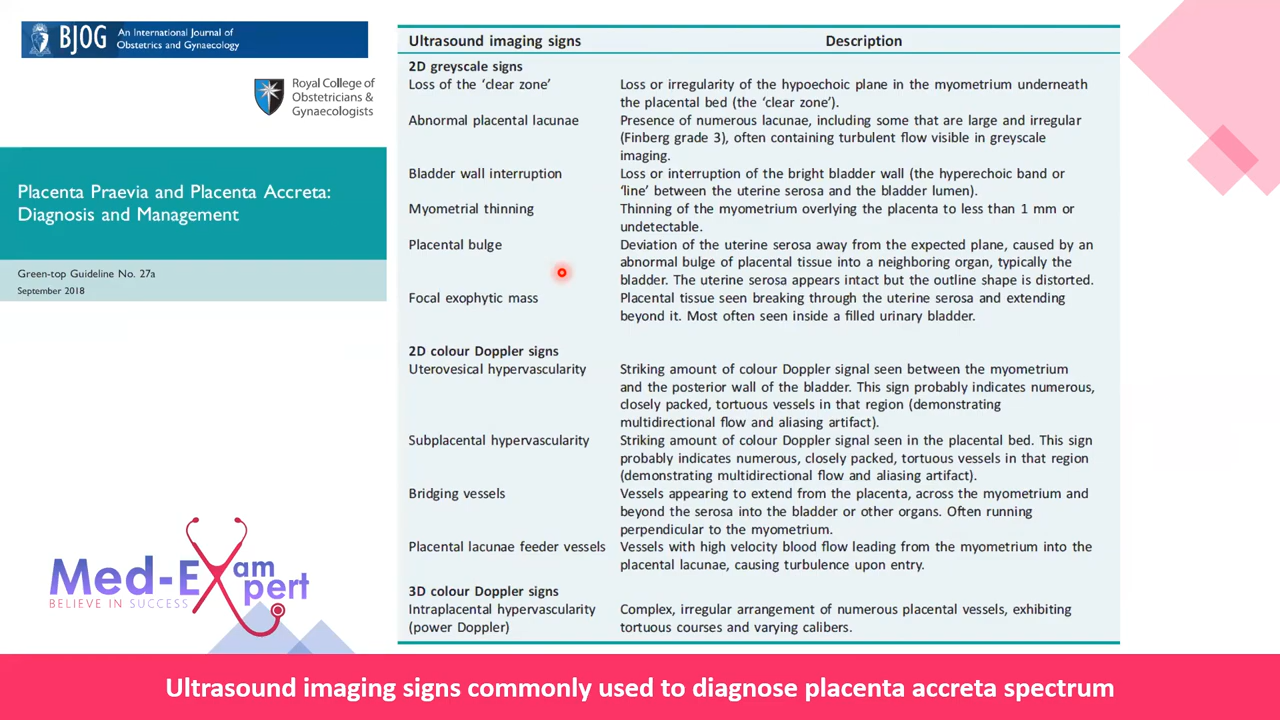 BJOG An International Journal of
Obstetrics and Gynaecology
Royal College of
Obstetricians &
Gynaecologists
Placenta Praevia and Placenta Accreta:
Diagnosis and Management
Green-top Guideline No. 27a
September 2018
Ultrasound imaging signs Description
2D greyscale signs
Loss of the ‘clear zone’ Loss or irregularity of the hypoechoic plane in the myometrium underneath
the placental bed (the ‘clear zone’).
Abnormal placental lacunae Presence of numerous lacunae, including some that are large and irregular
(Finberg grade 3), often containing turbulent flow visible in greyscale
imaging.
Bladder wall interruption Loss or interruption of the bright bladder wall (the hyperechoic band or
‘line’ between the uterine serosa and the bladder lumen).
Myometrial thinning Thinning of the myometrium overlying the placenta to less than 1 mm or
undetectable.
Placental bulge Deviation of the uterine serosa away from the expected plane, caused by an
abnormal bulge of placental tissue into a neighboring organ, typically the
bladder. The uterine serosa appears intact but the outline shape is distorted.
Focal exophytic mass Placental tissue seen breaking through the uterine serosa and extending
beyond it. Most often seen inside a filled urinary bladder.
2D colour Doppler signs
Uterovesical hypervascularity Striking amount of colour Doppler signal seen between the myometrium
and the posterior wall of the bladder. This sign probably indicates numerous,
closely packed, tortuous vessels in that region (demonstrating
multidirectional flow and aliasing artifact).
Subplacental hypervascularity Striking amount of colour Doppler signal seen in the placental bed. This sign
probably indicates numerous, closely packed, tortuous vessels in that region
(demonstrating multidirectional flow and aliasing artifact).
Bridging vessels Vessels appearing to extend from the placenta, across the myometrium and
beyond the serosa into the bladder or other organs. Often running
perpendicular to the myometrium.
Placental lacunae feeder vessels Vessels with high velocity blood flow leading from the myometrium into the
placental lacunae, causing turbulence upon entry.
3D colour Doppler signs
Intraplacental hypervascularity Complex, irregular arrangement of numerous placental vessels, exhibiting
(power Doppler) tortuous courses and varying calibers.
Med-Exam Expert
BELIEVE IN SUCCESS
Ultrasound imaging signs commonly used to diagnose placenta accreta spectrum